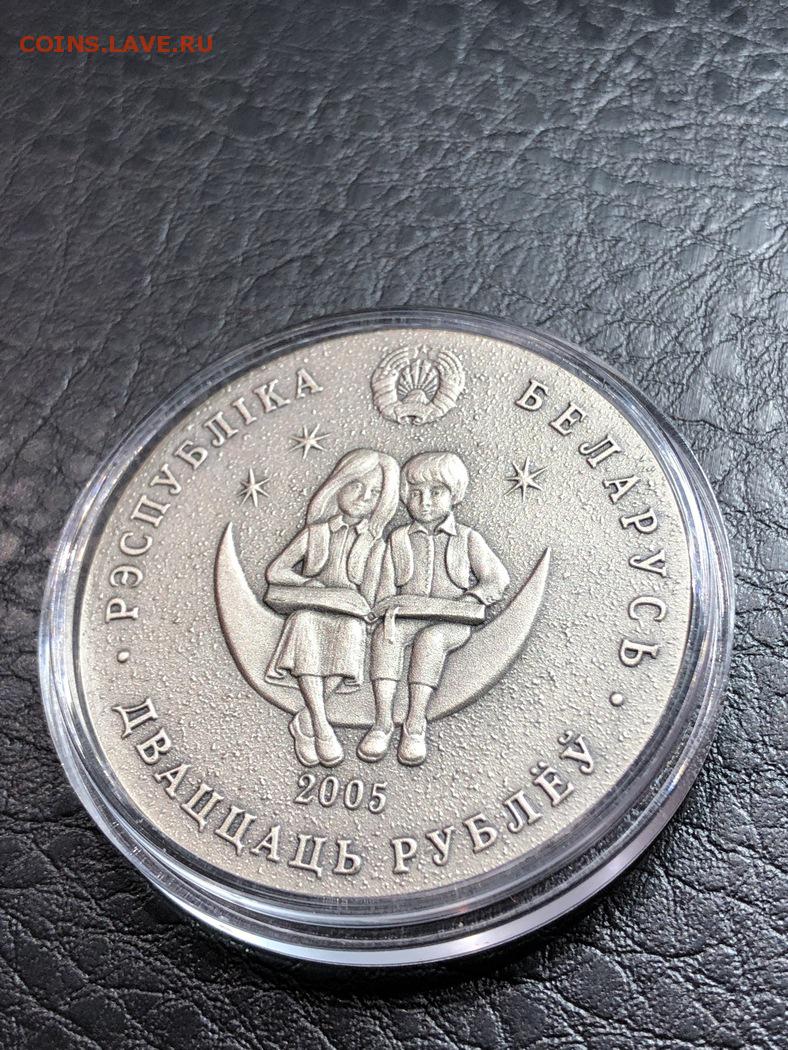 COINS.LAVE.RU
РЭСПУБЛІКА БЕЛАРУСЬ
2005
ДВАЦЦАЦЬ РУБЛЁЎ